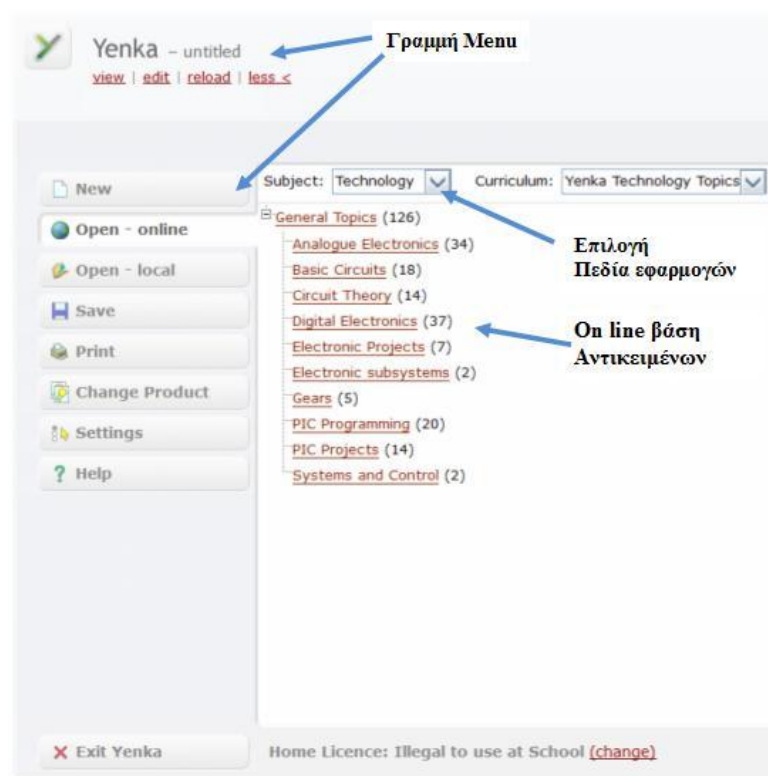 Yenka – untitled
Γραμμή Menu
view | edit | reload | less <
New
Open - online
Open - local
Save
Print
Change Product
Settings
Help
Subject: Technology Curriculum: Yenka Technology Topics
General Topics (126)
Analogue Electronics (34)
Basic Circuits (18)
Circuit Theory (14)
Digital Electronics (37)
Electronic Projects (7)
Electronic subsystems (2)
Gears (5)
PIC Programming (20)
PIC Projects (14)
Systems and Control (2)
Επιλογή
Πεδία εφαρμογών
On line βάση
Αντικειμένων
Exit Yenka
Home Licence: Illegal to use at School (change)